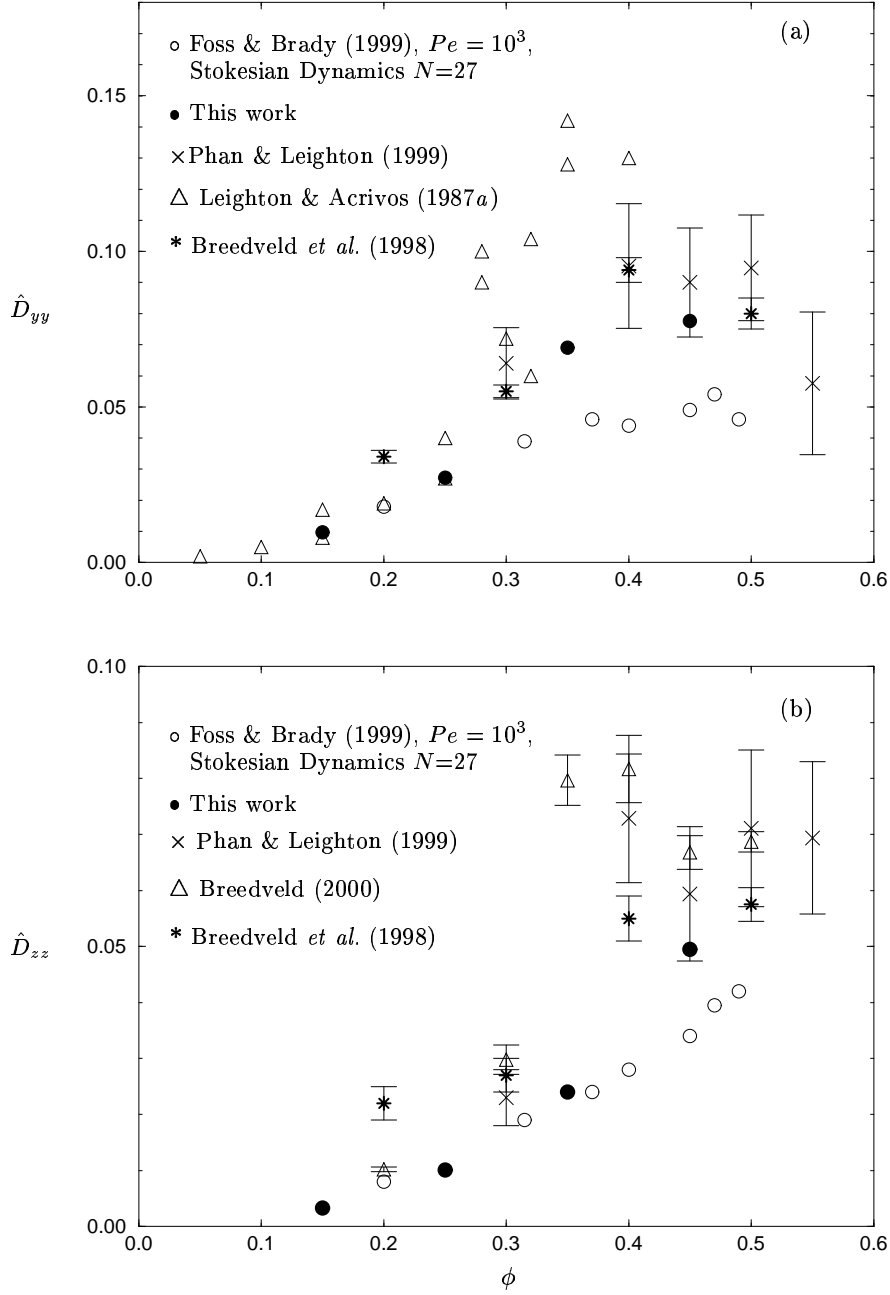 (a)
○ Foss & Brady (1999), Pe = 10³,
Stokesian Dynamics N=27
● This work
× Phan & Leighton (1999)
△ Leighton & Acrivos (1987a)
* Breedveld et al. (1998)
0.15
0.10
0.05
0.00
D̂yy
0.0 0.1 0.2 0.3 0.4 0.5 0.6
(b)
○ Foss & Brady (1999), Pe = 10³,
Stokesian Dynamics N=27
● This work
× Phan & Leighton (1999)
△ Breedveld (2000)
* Breedveld et al. (1998)
0.10
0.05
0.00
D̂zz
0.0 0.1 0.2 0.3 0.4 0.5 0.6
ϕ